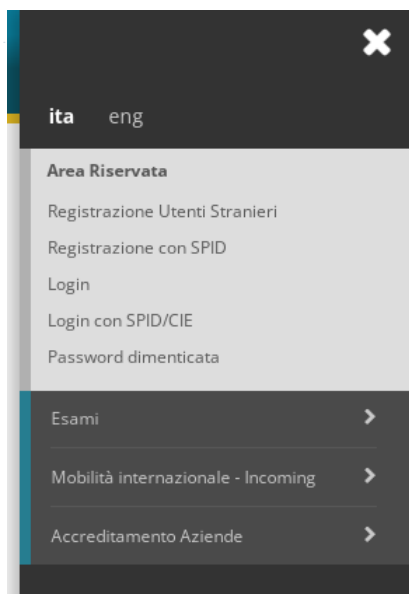 ita eng
Area Riservata
Registrazione Utenti Stranieri
Registrazione con SPID
Login
Login con SPID/CIE
Password dimenticata
Esami
Mobilità internazionale - Incoming
Accreditamento Aziende